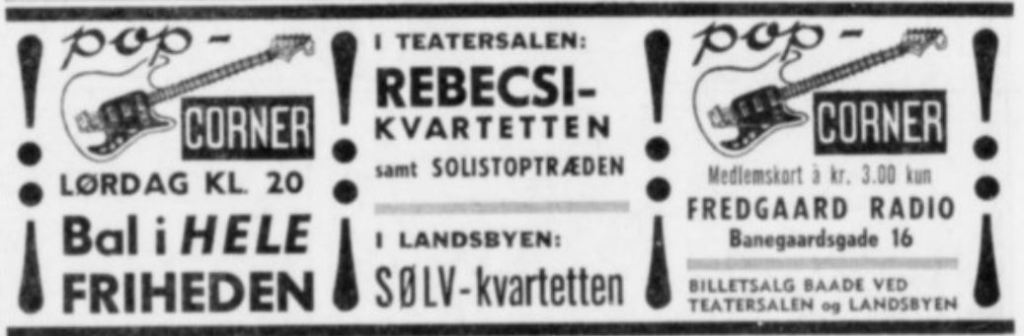 pop-
CORNER
LØRDAG KL. 20
Bal i HELE
FRIHEDEN
I TEATERSALEN:
REBECSI-
KVARTETTEN
samt SOLISTOPTRÆDEN
I LANDSBYEN:
SØLV-kvartetten
pop-
CORNER
Medlemskort à kr. 3.00 kun
FREDGAARD RADIO
Banegaardsgade 16
BILLETSALG BAADE VED
TEATERSALEN og LANDSBYEN